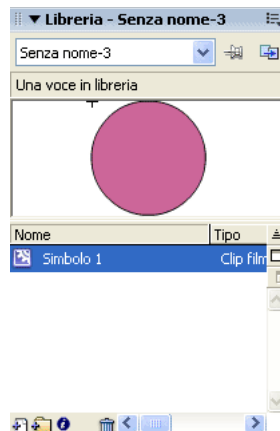 Libreria - Senza nome-3
Senza nome-3
Una voce in libreria
Nome Tipo
Simbolo 1 Clip film